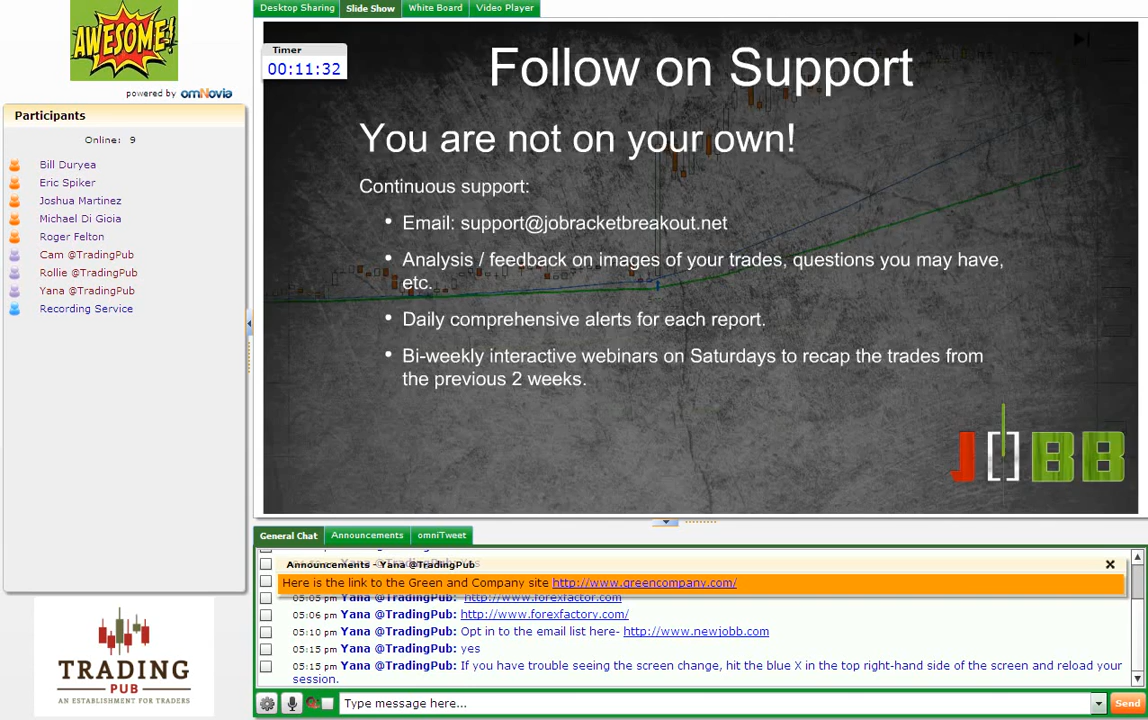 AWESOME!
powered by omNovia
Participants
Online: 9
Bill Duryea
Eric Spiker
Joshua Martinez
Michael Di Gioia
Roger Felton
Cam @TradingPub
Rollie @TradingPub
Yana @TradingPub
Recording Service
TRADING
PUB
AN ESTABLISHMENT FOR TRADERS
Desktop Sharing Slide Show White Board Video Player
Timer
00:11:32
Follow on Support
You are not on your own!
Continuous support:
• Email: support@jobracketbreakout.net
• Analysis / feedback on images of your trades, questions you may have,
etc.
• Daily comprehensive alerts for each report.
• Bi-weekly interactive webinars on Saturdays to recap the trades from
the previous 2 weeks.
J[]BB
General Chat Announcements omniTweet
Yana @TradingPub: yes
Announcements - Yana @TradingPub
Here is the link to the Green and Company site http://www.greencompany.com/
05:05 pm Yana @TradingPub: http://www.forexfactor.com
05:06 pm Yana @TradingPub: http://www.forexfactory.com/
05:10 pm Yana @TradingPub: Opt in to the email list here- http://www.newjobb.com
05:15 pm Yana @TradingPub: yes
05:15 pm Yana @TradingPub: If you have trouble seeing the screen change, hit the blue X in the top right-hand side of the screen and reload your
session.
Type message here...
Send